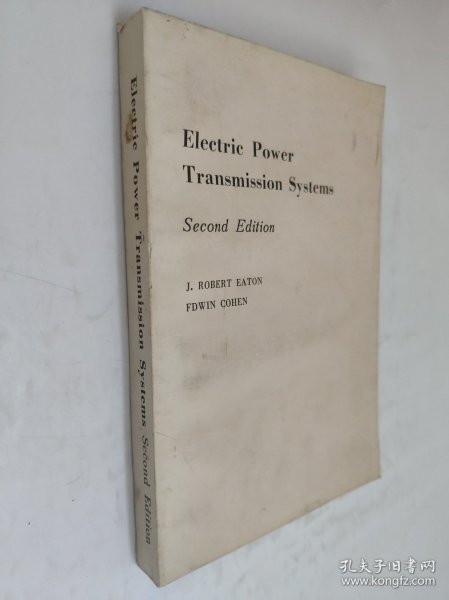 Electric Power
Transmission Systems
Second Edition
J. ROBERT EATON
FDWIN COHEN
Electric Power Transmission Systems Second Edition
孔夫子旧书网
www.kongfz.com